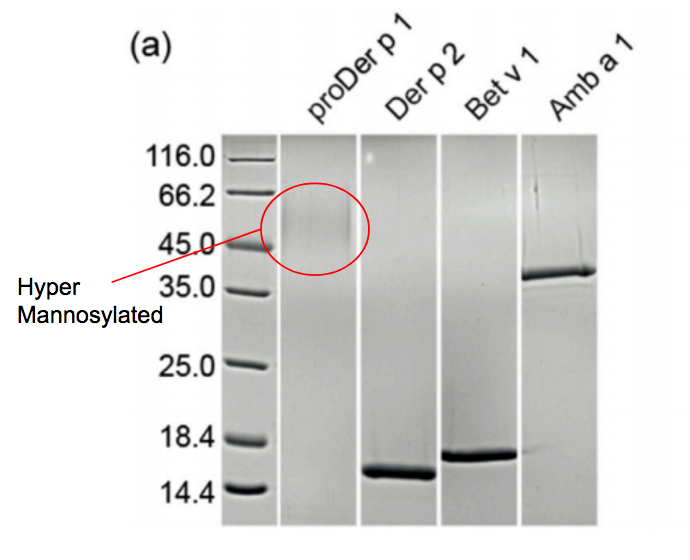 (a)
proDer p 1
Der p 2
Bet v 1
Amb a 1
116.0
66.2
45.0
35.0
25.0
18.4
14.4
Hyper
Mannosylated